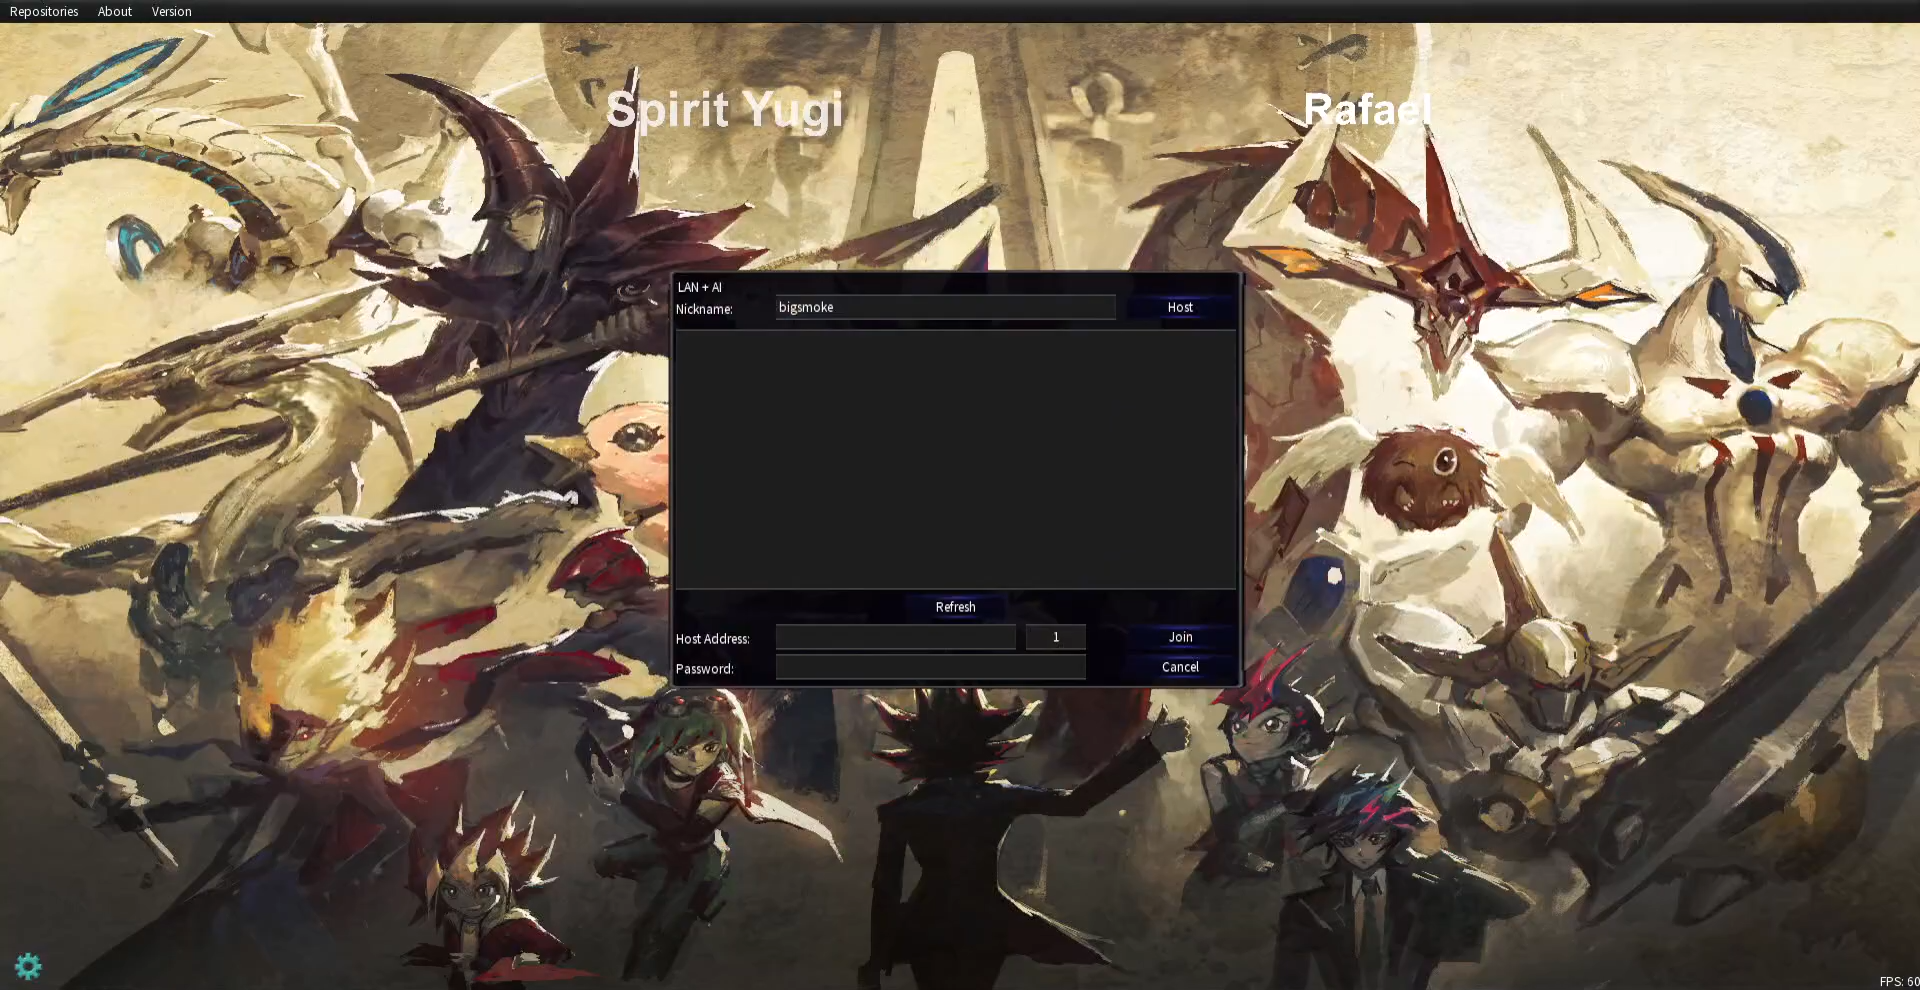 Repositories About Version
Spirit Yugi Rafael
LAN + AI
Nickname: bigsmoke Host
Refresh
Host Address: 1 Join
Password: Cancel
FPS: 60